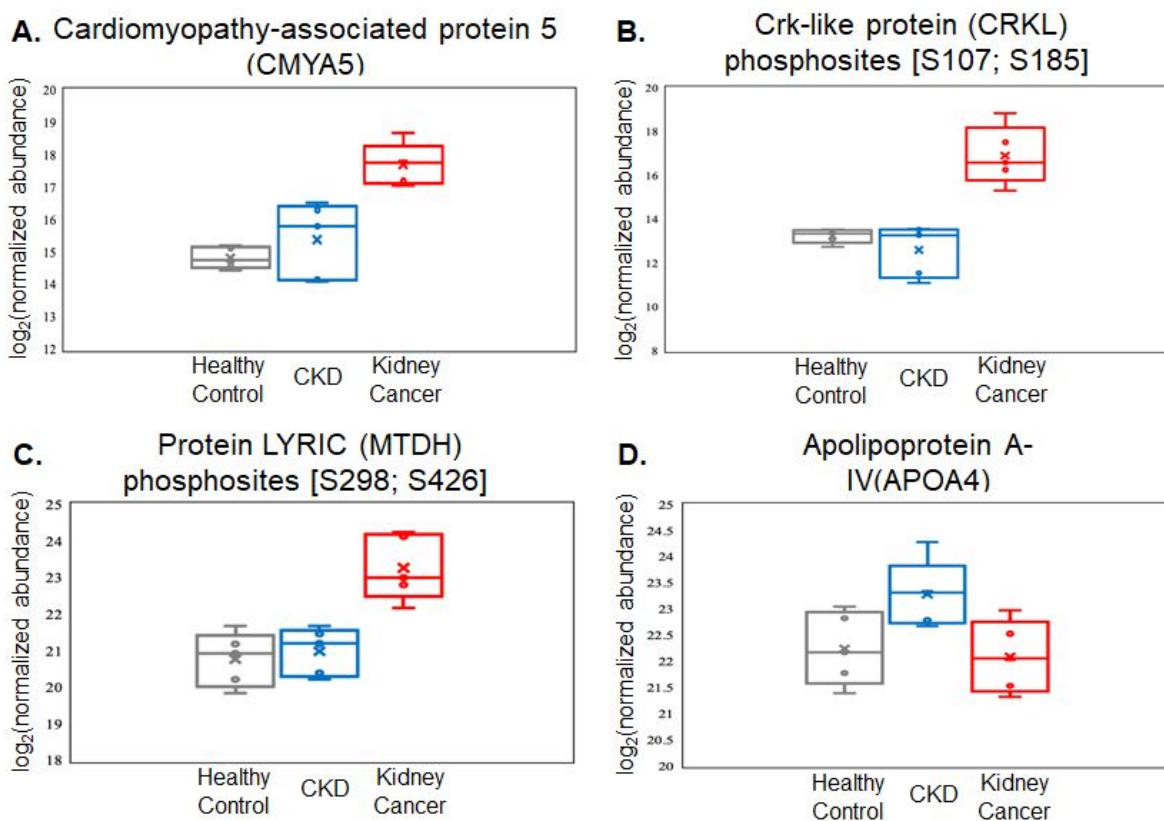 A. Cardiomyopathy-associated protein 5
(CMYA5)
log₂(normalized abundance)
20
19
18
17
16
15
14
13
12
Healthy
Control
CKD
Kidney
Cancer
B. Crk-like protein (CRKL)
phosphosites [S107; S185]
log₂(normalized abundance)
20
18
16
14
12
10
8
Healthy
Control
CKD
Kidney
Cancer
C. Protein LYRIC (MTDH)
phosphosites [S298; S426]
log₂(normalized abundance)
25
24
23
22
21
20
19
18
Healthy
Control
CKD
Kidney
Cancer
D. Apolipoprotein A-
IV(APOA4)
log₂(normalized abundance)
25
24.5
24
23.5
23
22.5
22
21.5
21
20.5
20
Healthy
Control
CKD
Kidney
Cancer